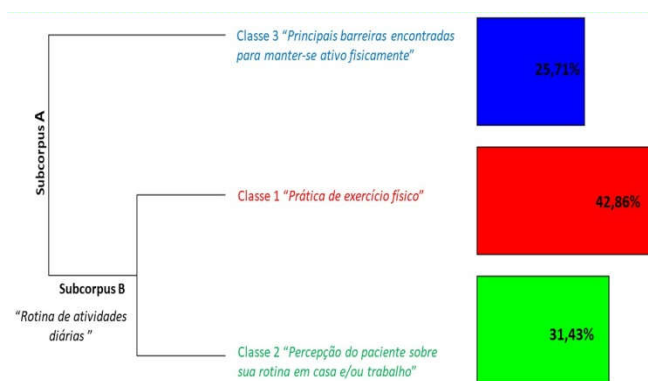 Classe 3 “Principais barreiras encontradas
para manter-se ativo fisicamente”
25,71%
Subcorpus A
Classe 1 “Prática de exercício físico”
42,86%
Subcorpus B
“Rotina de atividades
diárias ”
Classe 2 “Percepção do paciente sobre
sua rotina em casa e/ou trabalho”
31,43%